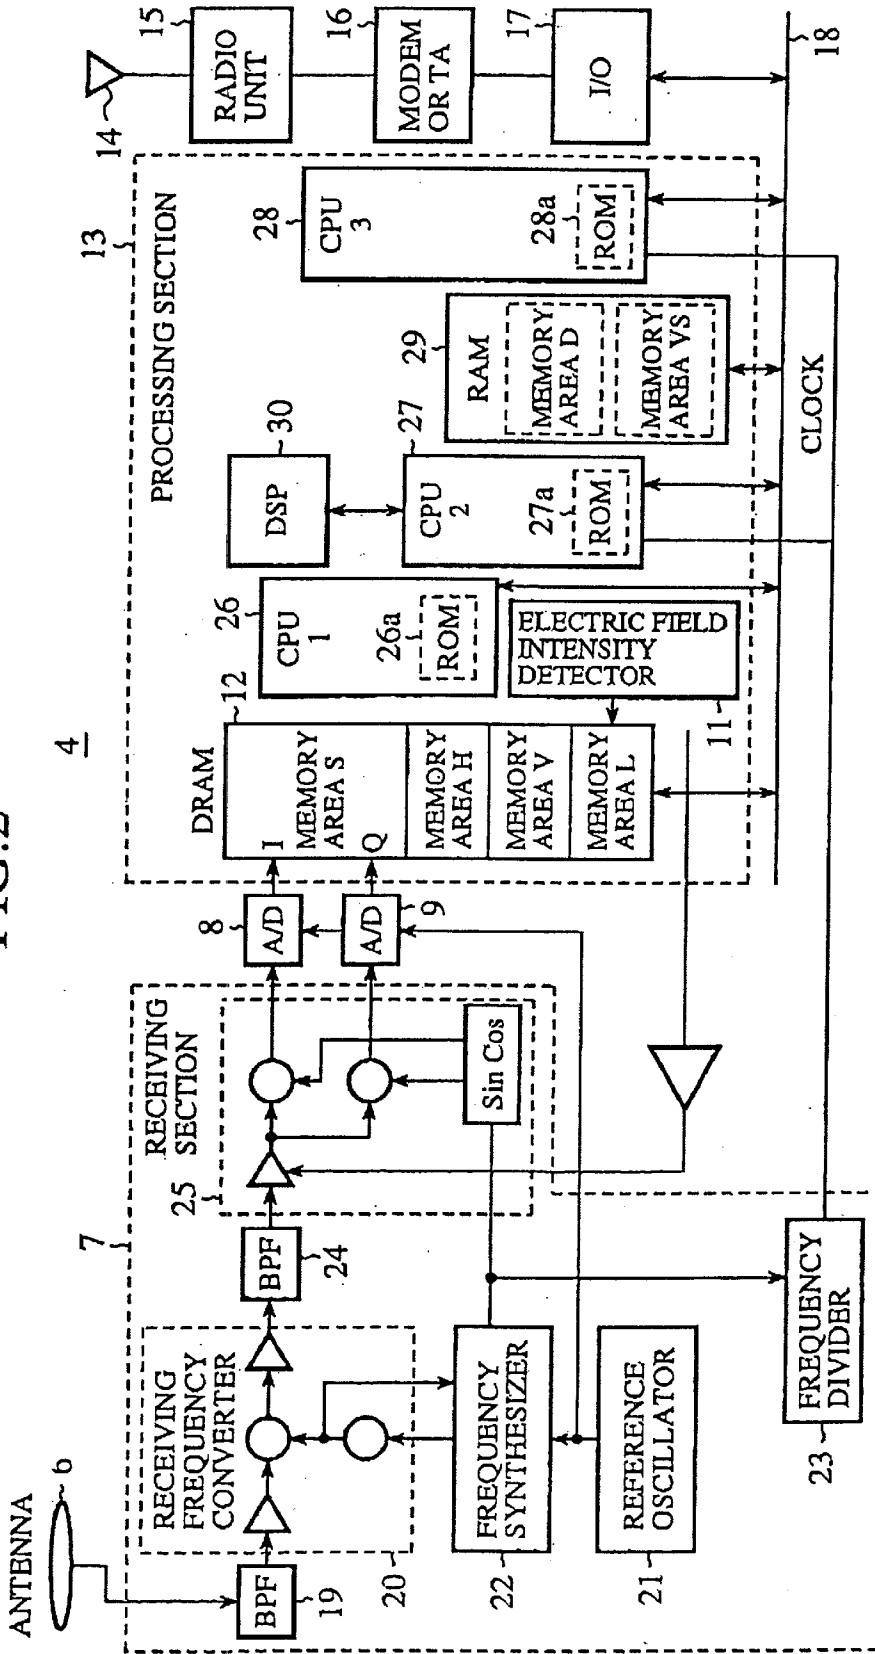 FIG.2
4
ANTENNA
6
7
BPF
19
RECEIVING
FREQUENCY
CONVERTER
20
BPF
24
RECEIVING
SECTION
25
Sin Cos
FREQUENCY
SYNTHESIZER
22
REFERENCE
OSCILLATOR
21
FREQUENCY
DIVIDER
23
A/D
8
A/D
9
13
PROCESSING SECTION
DRAM
12
I
MEMORY
AREA S
Q
MEMORY
AREA H
MEMORY
AREA V
MEMORY
AREA L
ELECTRIC FIELD
INTENSITY
DETECTOR
11
CPU
1
26
26a
ROM
DSP
30
CPU
2
27
27a
ROM
RAM
29
MEMORY
AREA D
MEMORY
AREA VS
CPU
3
28
28a
ROM
14
RADIO
UNIT
15
MODEM
OR TA
16
I/O
17
18
CLOCK